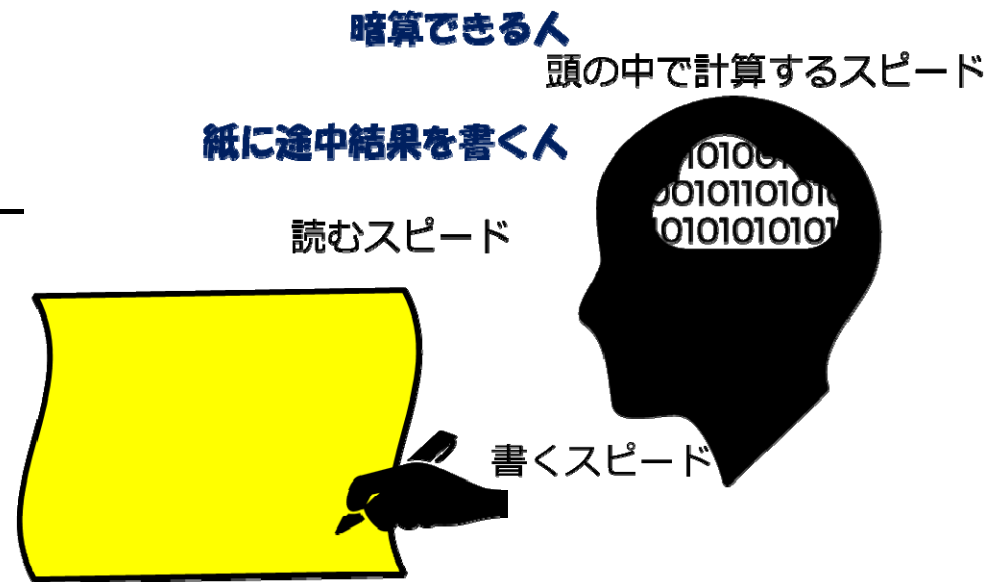 暗算できる人
頭の中で計算するスピード
紙に途中結果を書く人
読むスピード
書くスピード